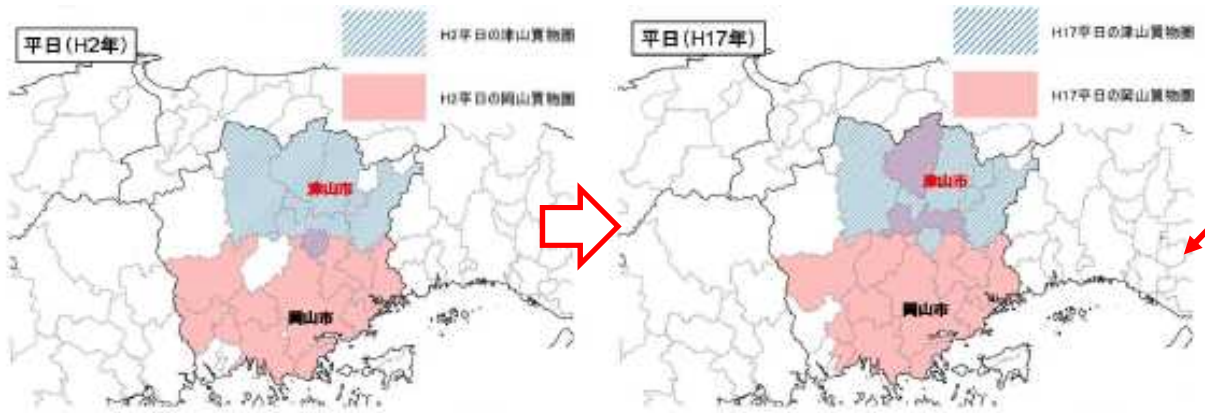 平日(H2年)
H2平日の津山買物圏
H2平日の岡山買物圏
津山市
岡山市
平日(H17年)
H17平日の津山買物圏
H17平日の岡山買物圏
津山市
岡山市